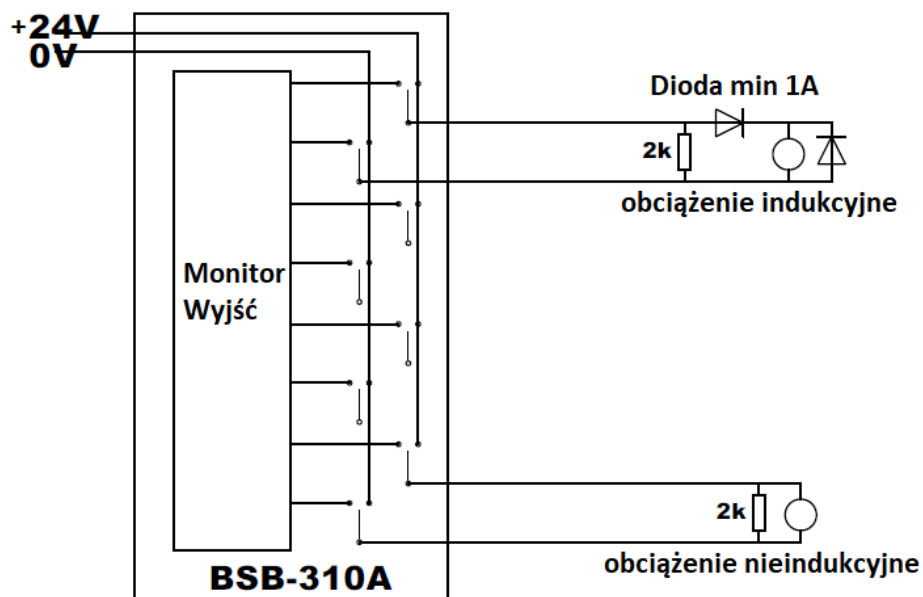 +24V
0V
Dioda min 1A
2k
obciążenie indukcyjne
Monitor
Wyjść
2k
obciążenie nieindukcyjne
BSB-310A